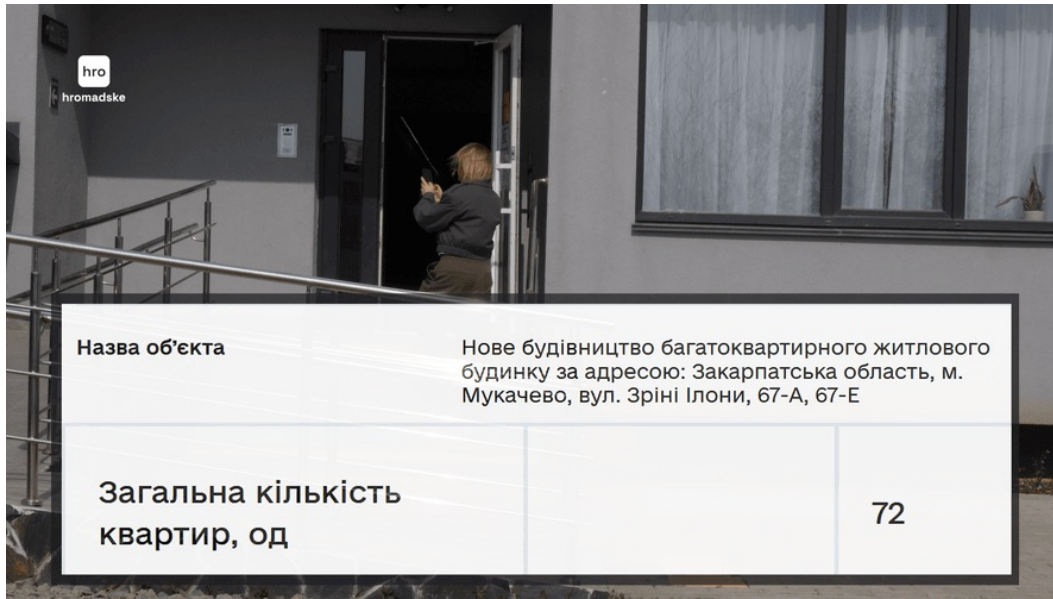 hro
hromadske
Назва об’єкта
Нове будівництво багатоквартирного житлового
будинку за адресою: Закарпатська область, м.
Мукачево, вул. Зріні Ілони, 67-А, 67-Е
Загальна кількість
квартир, од
72